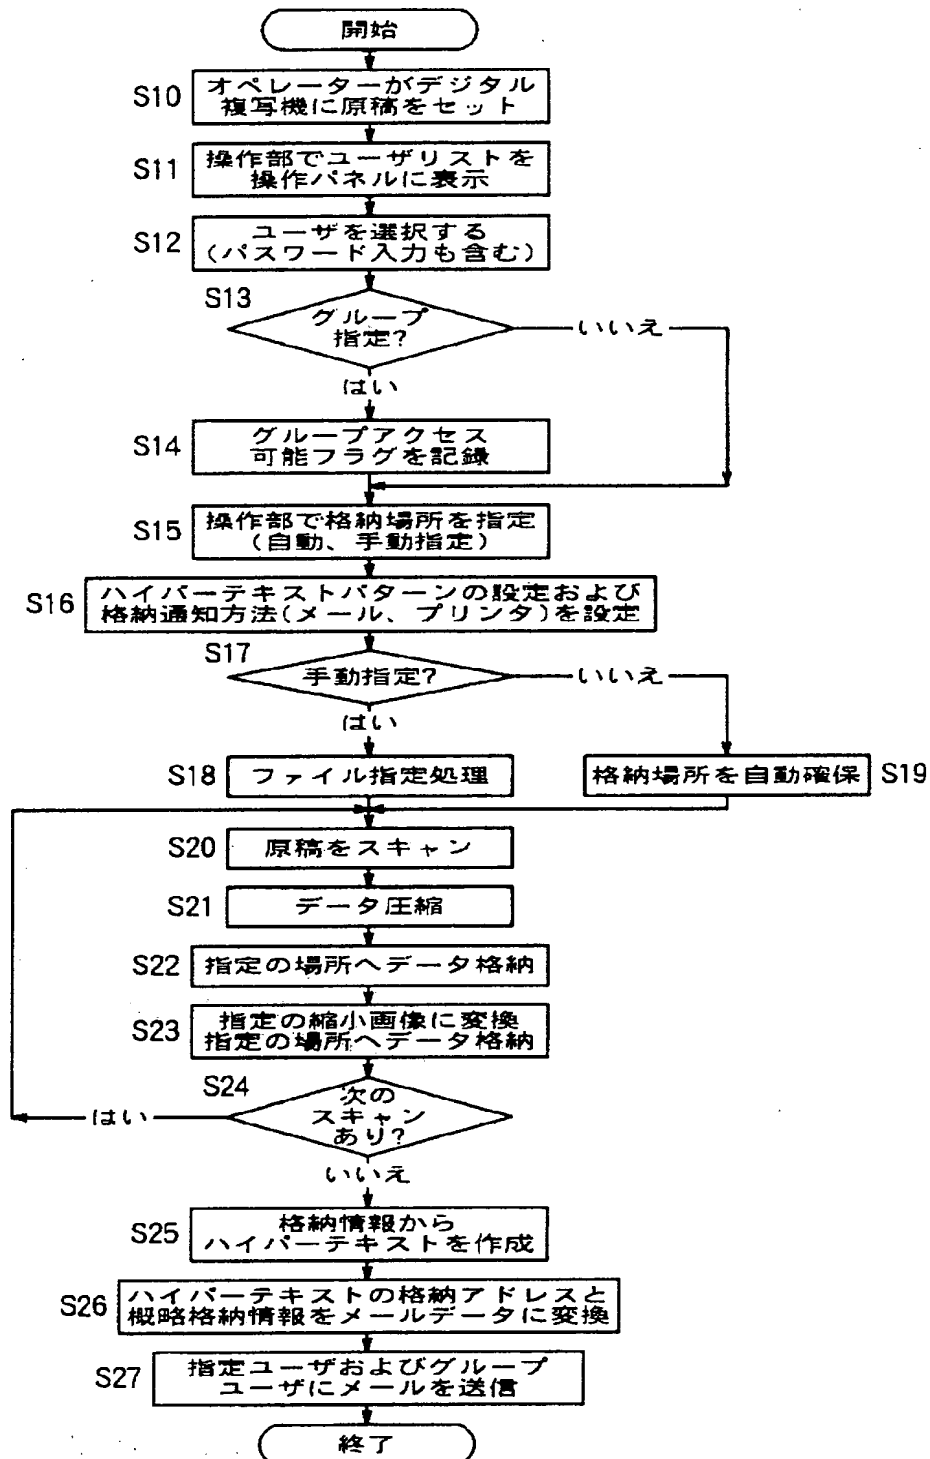 開始
S10
オペレーターがデジタル
複写機に原稿をセット
S11
操作部でユーザリストを
操作パネルに表示
S12
ユーザを選択する
(パスワード入力も含む)
S13
グループ
指定?
いいえ
はい
S14
グループアクセス
可能フラグを記録
S15
操作部で格納場所を指定
(自動、手動指定)
S16
ハイパーテキストパターンの設定および
格納通知方法(メール、プリンタ)を設定
S17
手動指定?
いいえ
はい
S18
ファイル指定処理
格納場所を自動確保
S19
S20
原稿をスキャン
S21
データ圧縮
S22
指定の場所へデータ格納
S23
指定の縮小画像に変換
指定の場所へデータ格納
S24
次の
スキャン
あり?
はい
いいえ
S25
格納情報から
ハイパーテキストを作成
S26
ハイパーテキストの格納アドレスと
概略格納情報をメールデータに変換
S27
指定ユーザおよびグループ
ユーザにメールを送信
終了